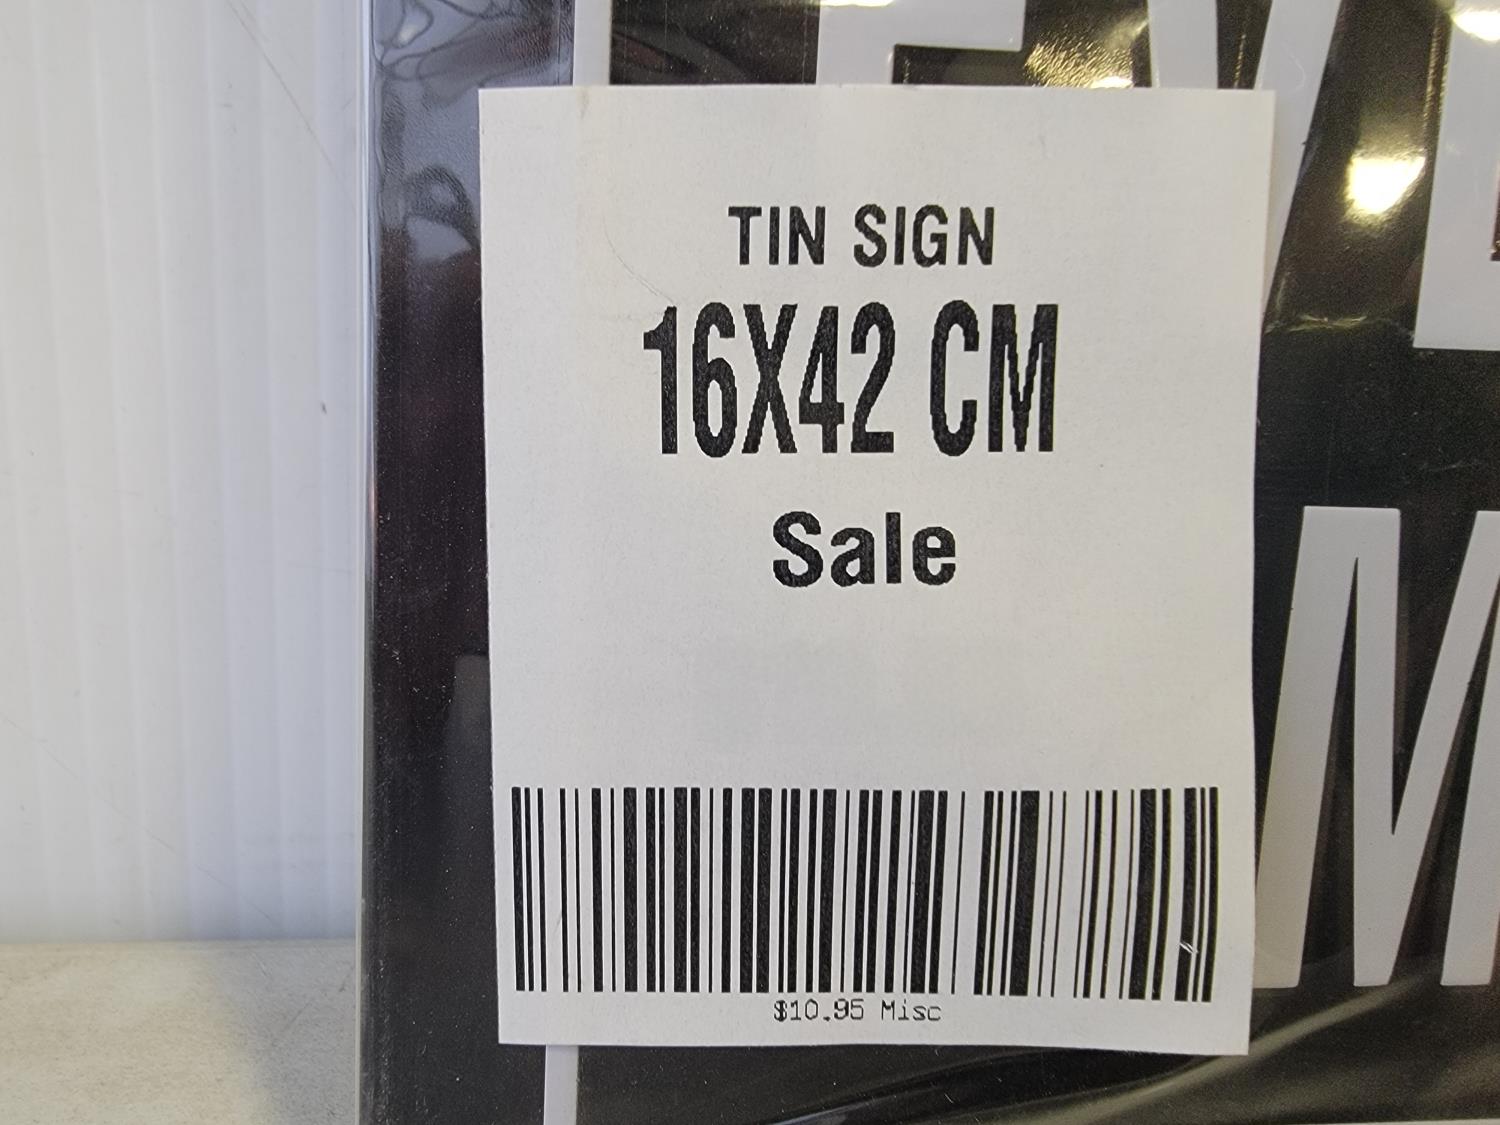 TIN SIGN
16X42 CM
Sale
$10.95 Misc